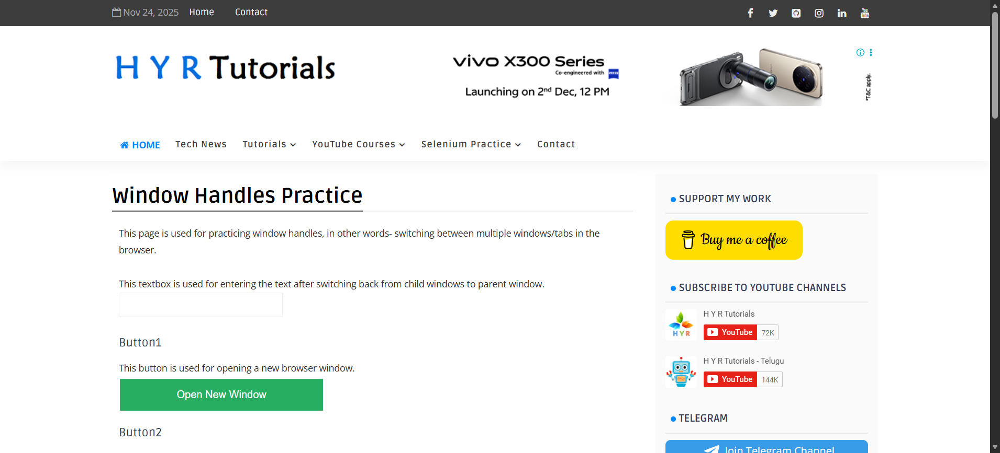 Nov 24, 2025 Home Contact
You Tube
H Y R Tutorials
vivo X300 Series
Co-engineered with ZEISS
Launching on 2nd Dec, 12 PM
*T&C apply.
HOME Tech News Tutorials YouTube Courses Selenium Practice Contact
Window Handles Practice
This page is used for practicing window handles, in other words- switching between multiple windows/tabs in the
browser.
This textbox is used for entering the text after switching back from child windows to parent window.
Button1
This button is used for opening a new browser window.
Open New Window
Button2
SUPPORT MY WORK
Buy me a coffee
SUBSCRIBE TO YOUTUBE CHANNELS
H Y R Tutorials
HYR
YouTube 72K
H Y R Tutorials - Telugu
YouTube 144K
TELEGRAM
Join Telegram Channel